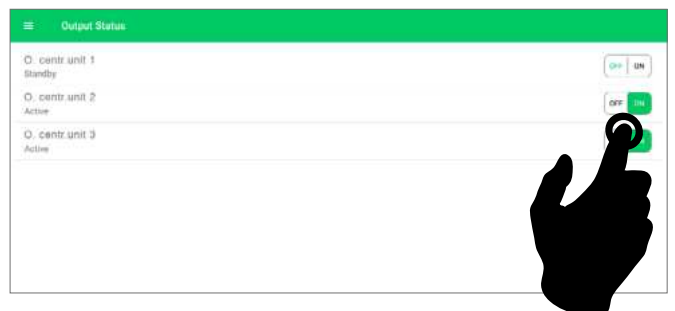 Output Status
O. centr.unit 1
Standby
OFF ON
O. centr.unit 2
Active
OFF ON
O. centr.unit 3
Active